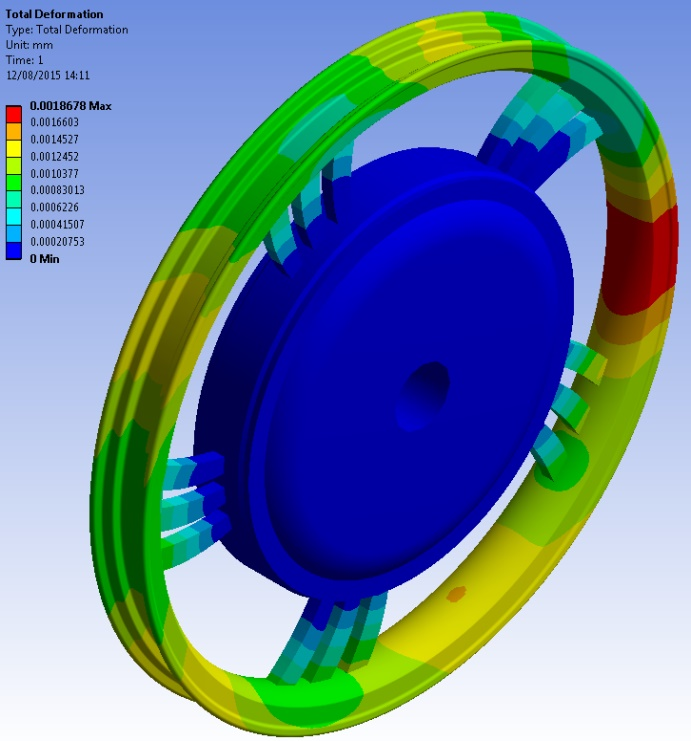 Total Deformation
Type: Total Deformation
Unit: mm
Time: 1
12/08/2015 14:11
0.0018678 Max
0.0016603
0.0014527
0.0012452
0.0010377
0.00083013
0.0006226
0.00041507
0.00020753
0 Min